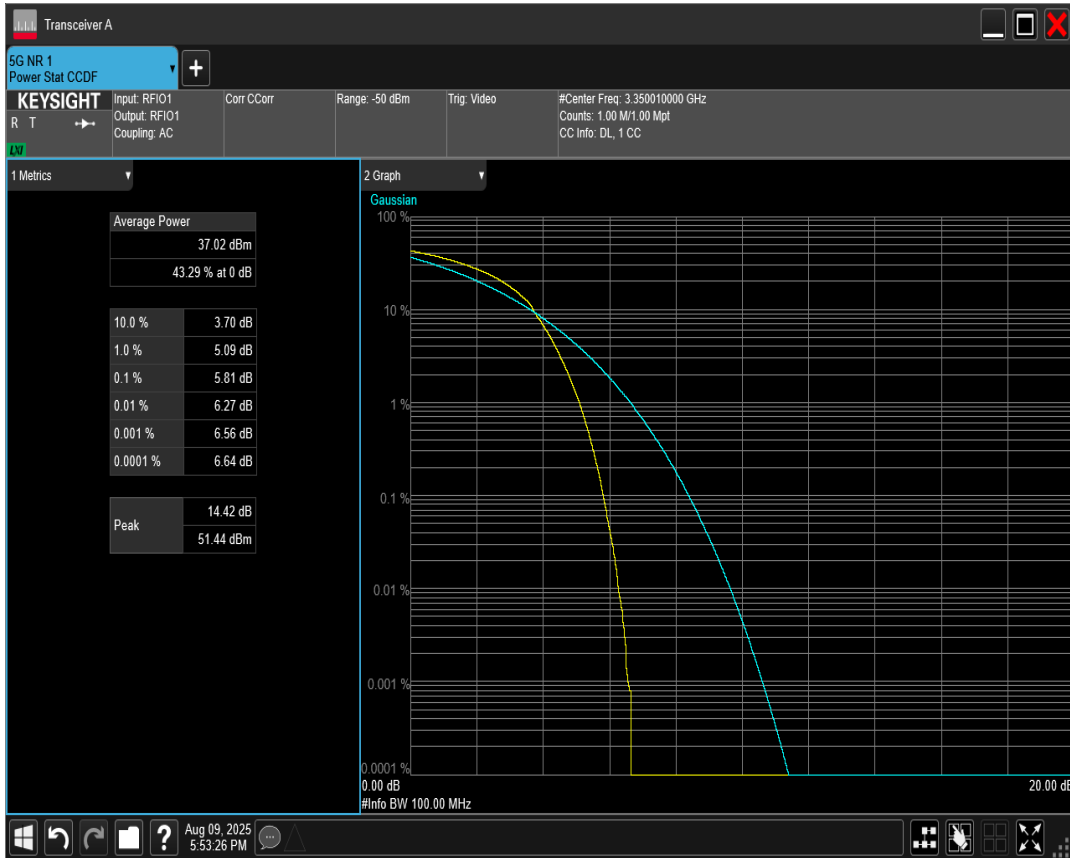 Transceiver A
5G NR 1
Power Stat CCDF
KEYSIGHT
R T
LXI
Input: RFIO1
Output: RFIO1
Coupling: AC
Corr CCorr
Range: -50 dBm
Trig: Video
#Center Freq: 3.350010000 GHz
Counts: 1.00 M/1.00 Mpt
CC Info: DL, 1 CC
1 Metrics
Average Power
37.02 dBm
43.29 % at 0 dB
10.0 % 3.70 dB
1.0 % 5.09 dB
0.1 % 5.81 dB
0.01 % 6.27 dB
0.001 % 6.56 dB
0.0001 % 6.64 dB
Peak
14.42 dB
51.44 dBm
2 Graph
Gaussian
100 %
10 %
1 %
0.1 %
0.01 %
0.001 %
0.0001 %
0.00 dB 20.00 dB
#Info BW 100.00 MHz
Aug 09, 2025
5:53:26 PM